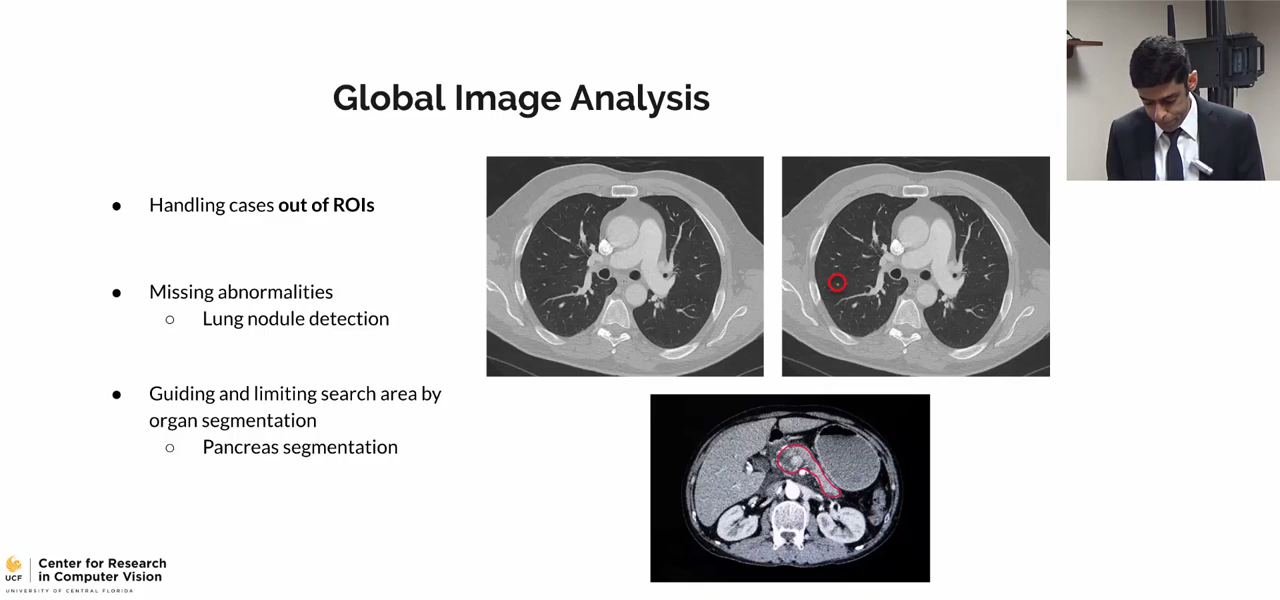 Global Image Analysis
● Handling cases out of ROIs
● Missing abnormalities
○ Lung nodule detection
● Guiding and limiting search area by
organ segmentation
○ Pancreas segmentation
UCF
Center for Research
in Computer Vision
UNIVERSITY OF CENTRAL FLORIDA